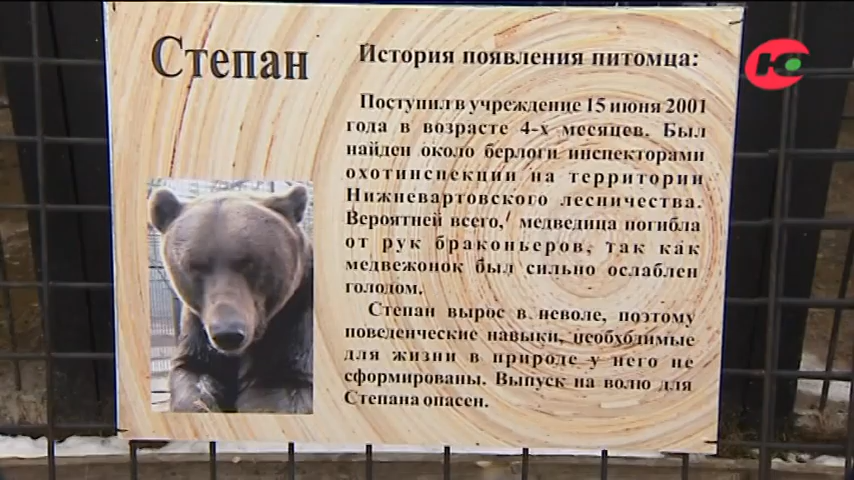 Степан
История появления питомца:
Поступил в учреждение 15 июня 2001
года в возрасте 4-х месяцев. Был
найден около берлоги инспекторами
охотинспекции на территории
Нижневартовского лесничества.
Вероятней всего, медведица погибла
от рук браконьеров, так как
медвежонок был сильно ослаблен
голодом.
Степан вырос в неволе, поэтому
поведенческие навыки, необходимые
для жизни в природе у него не
сформированы. Выпуск на волю для
Степана опасен.
Ю